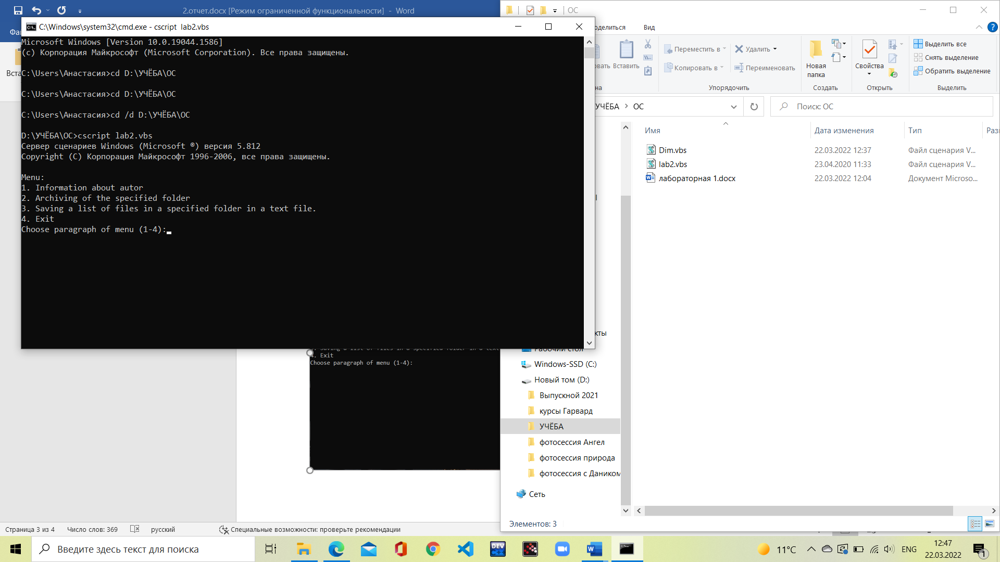 2.отчет.docx [Режим ограниченной функциональности] - Word
C:\Windows\system32\cmd.exe - cscript lab2.vbs
Microsoft Windows [Version 10.0.19044.1586]
(c) Корпорация Майкрософт (Microsoft Corporation). Все права защищены.
C:\Users\Анастасия>cd D:\УЧЁБА\ОС
C:\Users\Анастасия>cd D:\УЧЁБА\ОС
C:\Users\Анастасия>cd /d D:\УЧЁБА\ОС
D:\УЧЁБА\ОС>cscript lab2.vbs
Сервер сценариев Windows (Microsoft ®) версия 5.812
Copyright (C) Корпорация Майкрософт 1996-2006, все права защищены.
Menu:
1. Information about autor
2. Archiving of the specified folder
3. Saving a list of files in a specified folder in a text file.
4. Exit
Choose paragraph of menu (1-4):
4. Exit
Choose paragraph of menu (1-4):
ОС
Вид
Вставить
Переместить в
Копировать в
Удалить
Переименовать
Упорядочить
Новая
папка
Создать
Свойства
Открыть
Выделить все
Снять выделение
Обратить выделение
Выделить
УЧЁБА > ОС
Поиск: ОС
Имя Дата изменения Тип
Dim.vbs 22.03.2022 12:37 Файл сценария V...
lab2.vbs 23.04.2020 11:33 Файл сценария V...
лабораторная 1.docx 22.03.2022 12:04 Документ Microso...
Рабочий стол
Windows-SSD (C:)
Новый том (D:)
Выпускной 2021
курсы Гарвард
УЧЁБА
фотосессия Ангел
фотосессия природа
фотосессия с Даником
Сеть
Элементов: 3
Страница 3 из 4 Число слов: 369 русский Специальные возможности: проверьте рекомендации
Введите здесь текст для поиска
DEV C++
11°C
ENG
12:47
22.03.2022
1